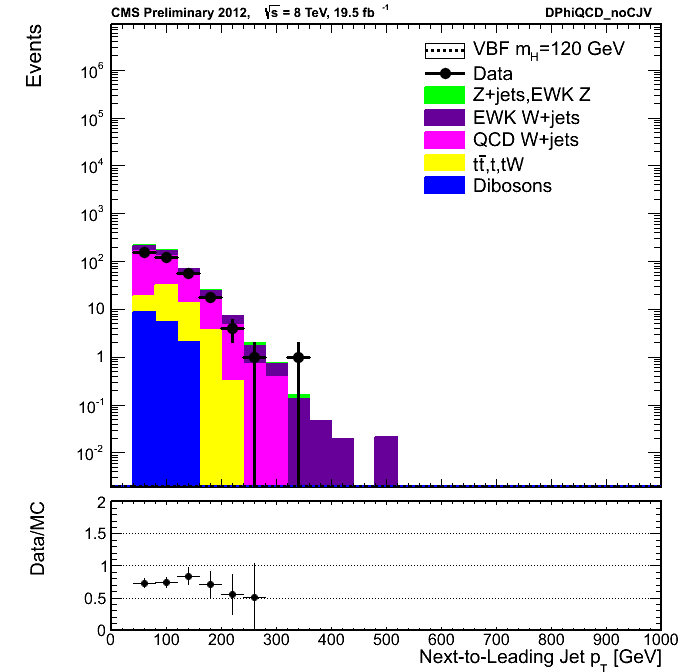 CMS Preliminary 2012, √s = 8 TeV, 19.5 fb⁻¹ DPhiQCD_noCJV
Events
10⁶
10⁵
10⁴
10³
10²
10
1
10⁻¹
10⁻²
VBF m_H=120 GeV
Data
Z+jets,EWK Z
EWK W+jets
QCD W+jets
tt̄,t,tW
Dibosons
Data/MC
2
1.5
1
0.5
0
0 100 200 300 400 500 600 700 800 900 1000
Next-to-Leading Jet p_T [GeV]